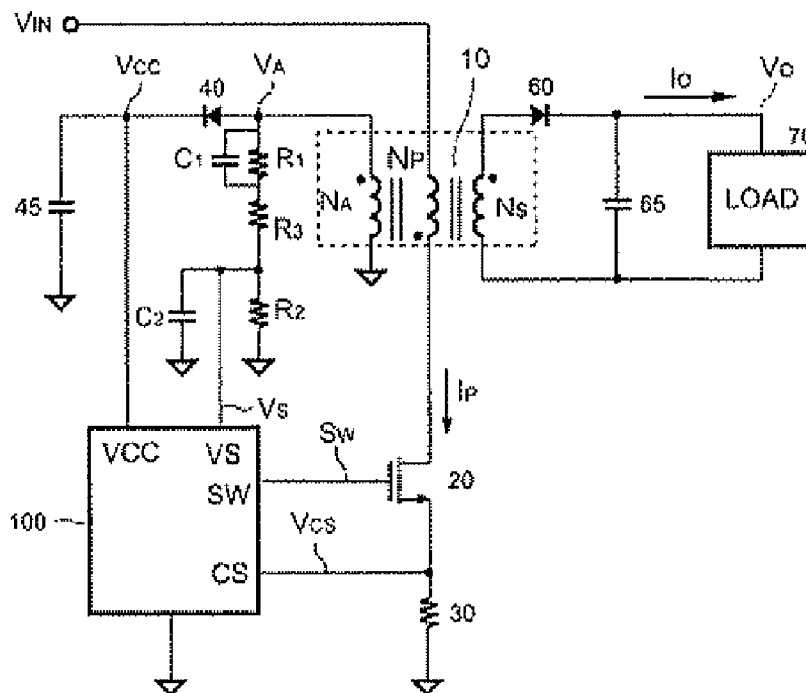 VIN
VCC
40
VA
10
60
IO
VO
70
C1
R1
NP
NA
NS
45
R3
65
LOAD
C2
R2
IP
VS
SW
VCC
VS
SW
20
100
VCS
CS
30